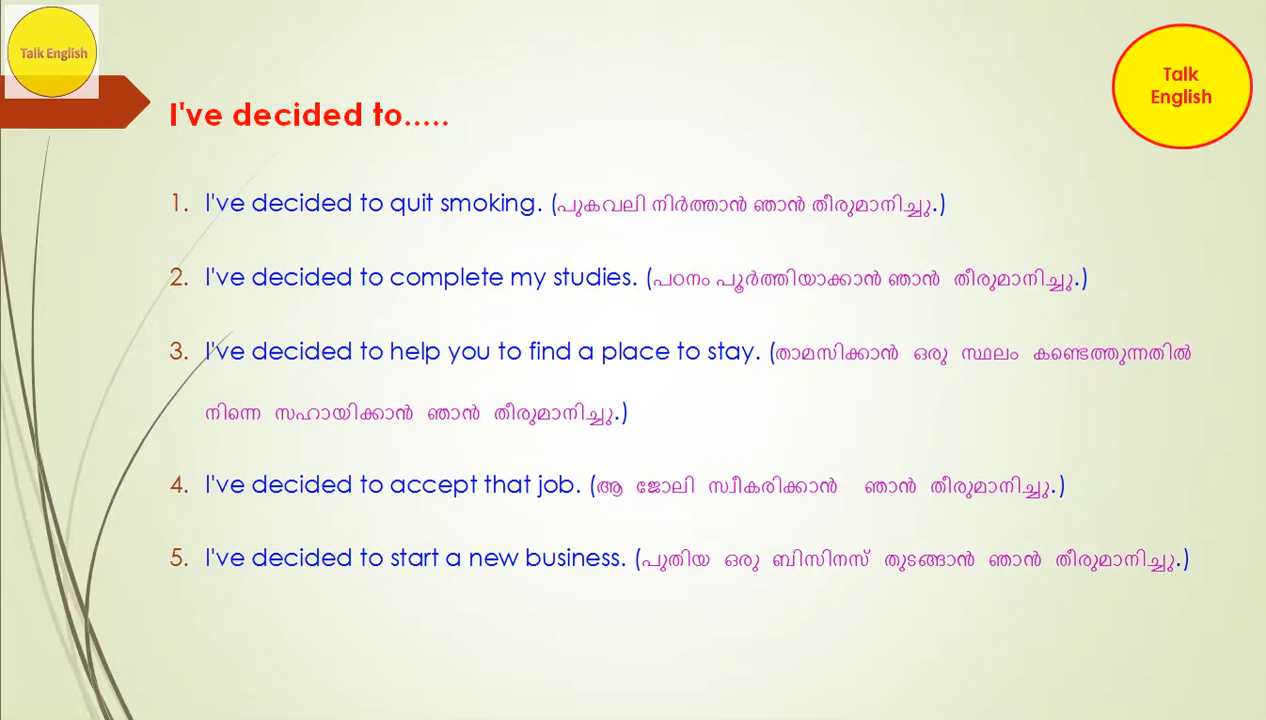 Talk English
Talk
English
I've decided to.....
1. I've decided to quit smoking. (പുകവലി നിർത്താൻ ഞാൻ തീരുമാനിച്ചു.)
2. I've decided to complete my studies. (പഠനം പൂർത്തിയാക്കാൻ ഞാൻ തീരുമാനിച്ചു.)
3. I've decided to help you to find a place to stay. (താമസിക്കാൻ ഒരു സ്ഥലം കണ്ടെത്തുന്നതിൽ
നിന്നെ സഹായിക്കാൻ ഞാൻ തീരുമാനിച്ചു.)
4. I've decided to accept that job. (ആ ജോലി സ്വീകരിക്കാൻ ഞാൻ തീരുമാനിച്ചു.)
5. I've decided to start a new business. (പുതിയ ഒരു ബിസിനസ് തുടങ്ങാൻ ഞാൻ തീരുമാനിച്ചു.)